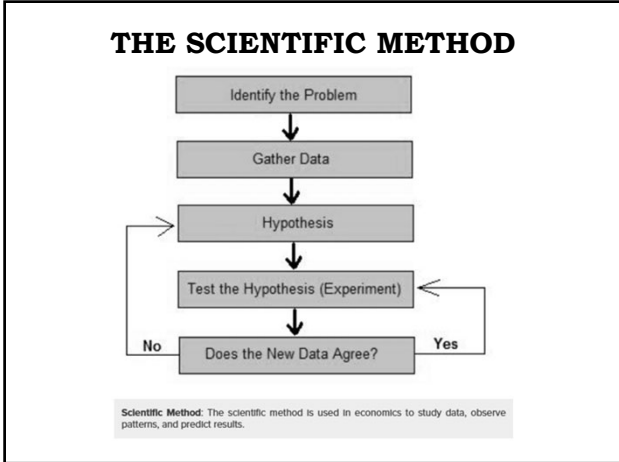 THE SCIENTIFIC METHOD
Identify the Problem
Gather Data
Hypothesis
Test the Hypothesis (Experiment)
No
Does the New Data Agree?
Yes
Scientific Method: The scientific method is used in economics to study data, observe
patterns, and predict results.